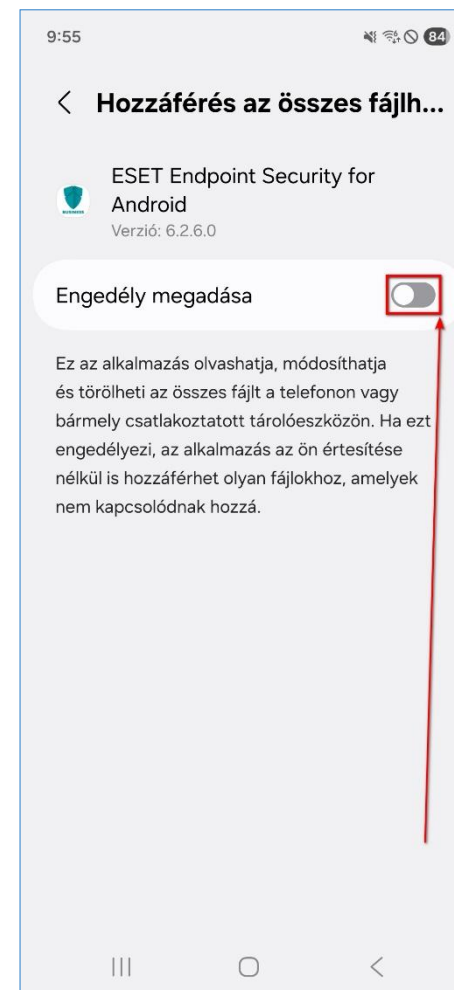 9:55
84
Hozzáférés az összes fájlh...
ESET Endpoint Security for
Android
Verzió: 6.2.6.0
Engedély megadása
Ez az alkalmazás olvashatja, módosíthatja
és törölheti az összes fájlt a telefonon vagy
bármely csatlakoztatott tárolóeszközön. Ha ezt
engedélyezi, az alkalmazás az ön értesítése
nélkül is hozzáférhet olyan fájlokhoz, amelyek
nem kapcsolódnak hozzá.